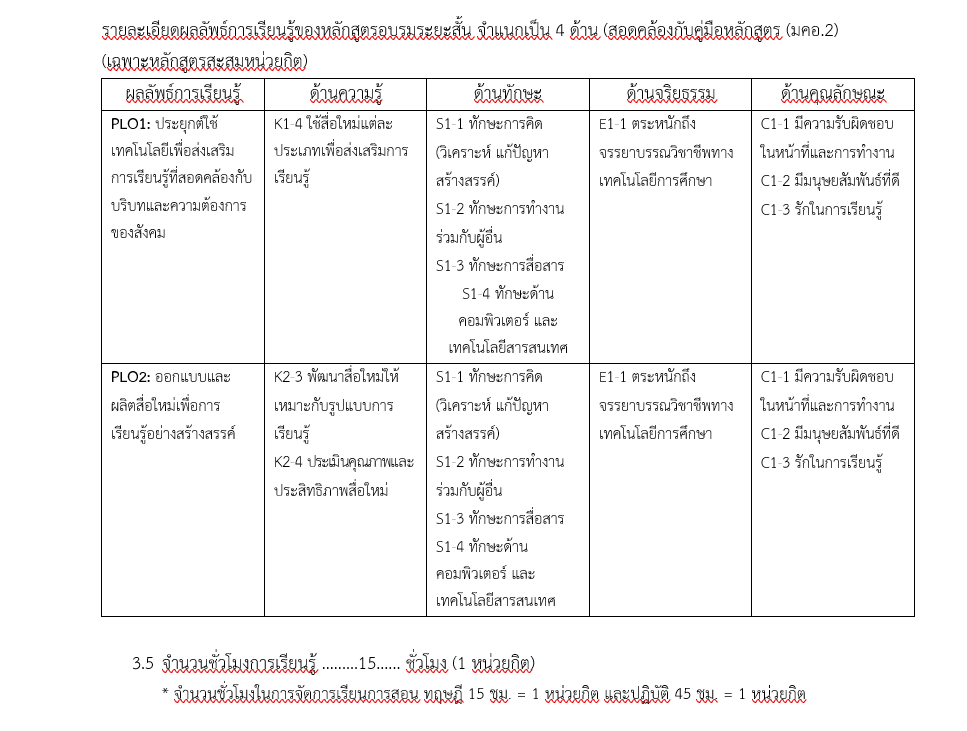 รายละเอียดผลลัพธ์การเรียนรู้ของหลักสูตรอบรมระยะสั้น จำแนกเป็น 4 ด้าน (สอดคล้องกับคู่มือหลักสูตร (มคอ.2)
(เฉพาะหลักสูตรสะสมหน่วยกิต)
ผลลัพธ์การเรียนรู้
ด้านความรู้
ด้านทักษะ
ด้านจริยธรรม
ด้านคุณลักษณะ
PLO1: ประยุกต์ใช้
เทคโนโลยีเพื่อส่งเสริม
การเรียนรู้ที่สอดคล้องกับ
บริบทและความต้องการ
ของสังคม
K1-4 ใช้สื่อใหม่แต่ละ
ประเภทเพื่อส่งเสริมการ
เรียนรู้
S1-1 ทักษะการคิด
(วิเคราะห์ แก้ปัญหา
สร้างสรรค์)
S1-2 ทักษะการทำงาน
ร่วมกับผู้อื่น
S1-3 ทักษะการสื่อสาร
S1-4 ทักษะด้าน
คอมพิวเตอร์ และ
เทคโนโลยีสารสนเทศ
E1-1 ตระหนักถึง
จรรยาบรรณวิชาชีพทาง
เทคโนโลยีการศึกษา
C1-1 มีความรับผิดชอบ
ในหน้าที่และการทำงาน
C1-2 มีมนุษยสัมพันธ์ที่ดี
C1-3 รักในการเรียนรู้
PLO2: ออกแบบและ
ผลิตสื่อใหม่เพื่อการ
เรียนรู้อย่างสร้างสรรค์
K2-3 พัฒนาสื่อใหม่ให้
เหมาะกับรูปแบบการ
เรียนรู้
K2-4 ประเมินคุณภาพและ
ประสิทธิภาพสื่อใหม่
S1-1 ทักษะการคิด
(วิเคราะห์ แก้ปัญหา
สร้างสรรค์)
S1-2 ทักษะการทำงาน
ร่วมกับผู้อื่น
S1-3 ทักษะการสื่อสาร
S1-4 ทักษะด้าน
คอมพิวเตอร์ และ
เทคโนโลยีสารสนเทศ
E1-1 ตระหนักถึง
จรรยาบรรณวิชาชีพทาง
เทคโนโลยีการศึกษา
C1-1 มีความรับผิดชอบ
ในหน้าที่และการทำงาน
C1-2 มีมนุษยสัมพันธ์ที่ดี
C1-3 รักในการเรียนรู้
3.5 จำนวนชั่วโมงการเรียนรู้ .........15...... ชั่วโมง (1 หน่วยกิต)
* จำนวนชั่วโมงในการจัดการเรียนการสอน ทฤษฎี 15 ชม. = 1 หน่วยกิต และปฏิบัติ 45 ชม. = 1 หน่วยกิต